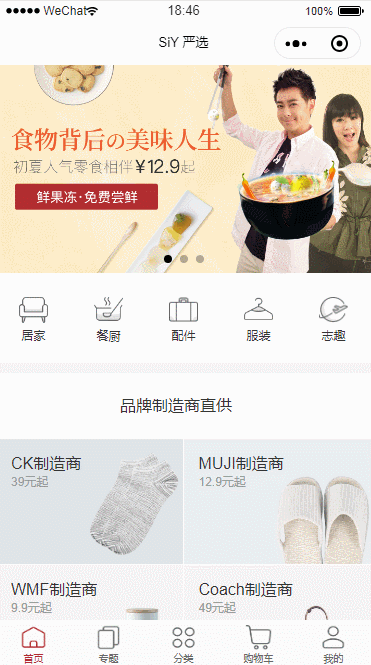 WeChat 18:46 100%
SiY 严选
食物背后の美味人生
初夏人气零食相伴¥12.9起
鲜果冻·免费尝鲜
居家 餐厨 配件 服装 志趣
品牌制造商直供
CK制造商 MUJI制造商
39元起 12.9元起
WMF制造商 Coach制造商
9.9元起 49元起
首页 专题 分类 购物车 我的